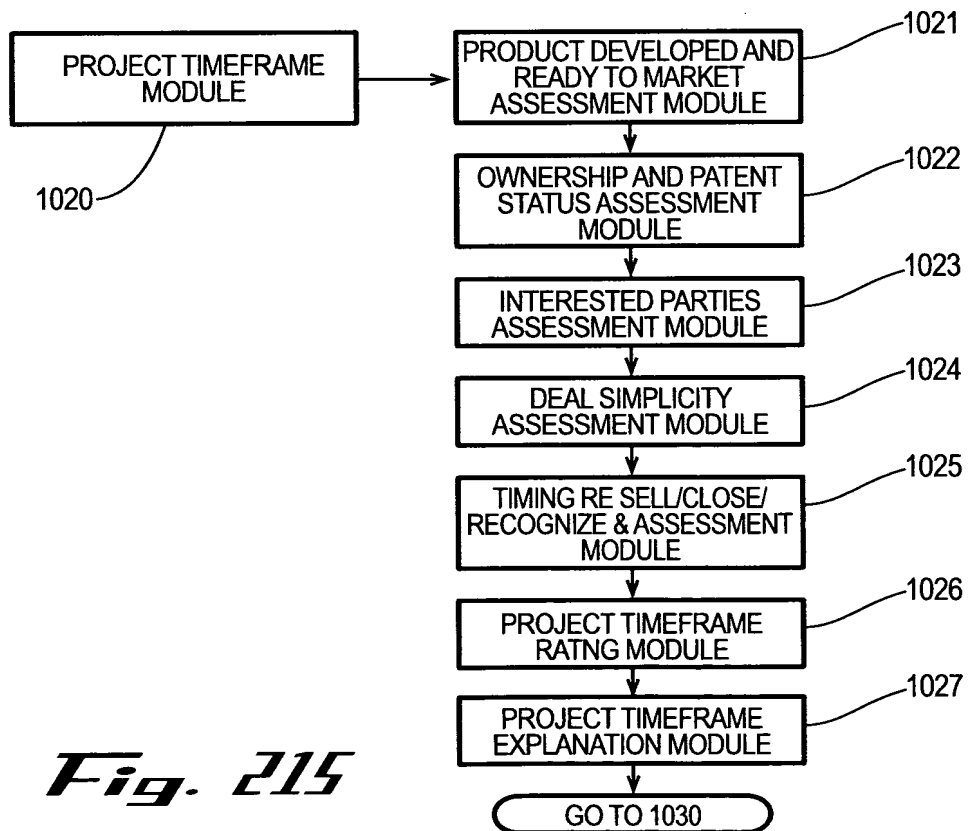 PROJECT TIMEFRAME
MODULE
1020
PRODUCT DEVELOPED AND
READY TO MARKET
ASSESSMENT MODULE
1021
OWNERSHIP AND PATENT
STATUS ASSESSMENT
MODULE
1022
INTERESTED PARTIES
ASSESSMENT MODULE
1023
DEAL SIMPLICITY
ASSESSMENT MODULE
1024
TIMING RE SELL/CLOSE/
RECOGNIZE & ASSESSMENT
MODULE
1025
PROJECT TIMEFRAME
RATNG MODULE
1026
PROJECT TIMEFRAME
EXPLANATION MODULE
1027
GO TO 1030
Fig. 215